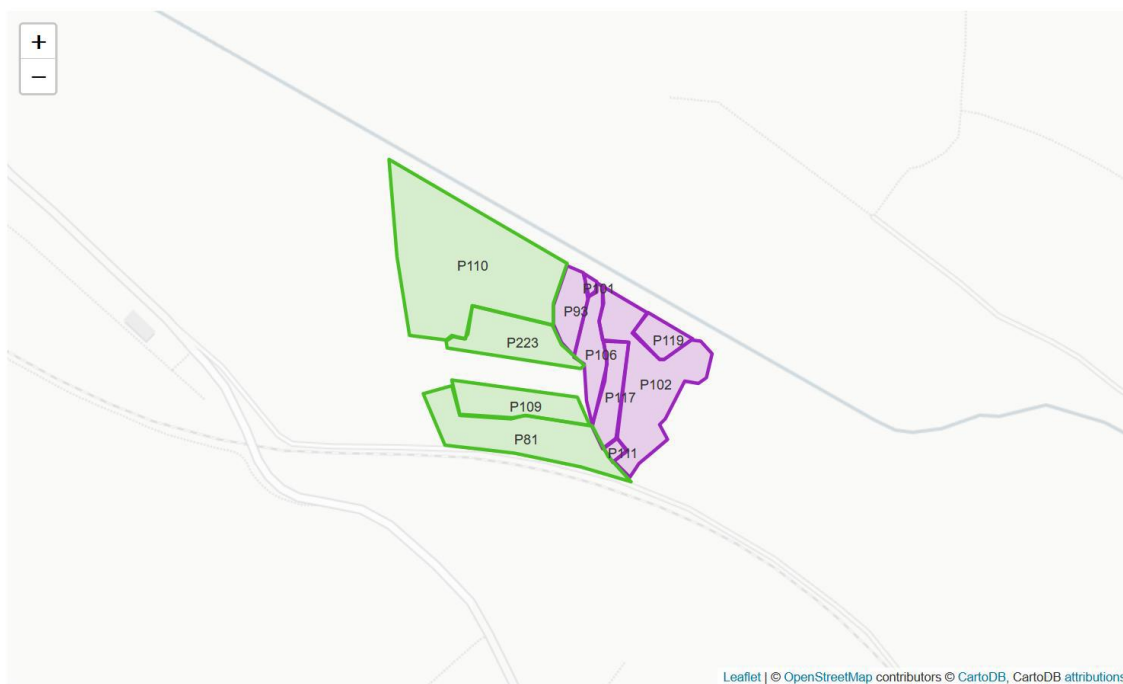 +
−
P110
P101
P93
P119
P223
P106
P102
P117
P109
P81
P111
Leaflet | © OpenStreetMap contributors © CartoDB, CartoDB attributions